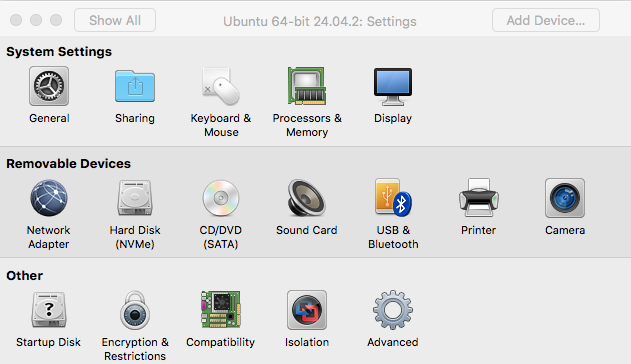 Show All
Ubuntu 64-bit 24.04.2: Settings
Add Device...
System Settings
General
Sharing
Keyboard &
Mouse
Processors &
Memory
Display
Removable Devices
Network
Adapter
Hard Disk
(NVMe)
CD/DVD
(SATA)
Sound Card
USB &
Bluetooth
Printer
Camera
Other
?
Startup Disk
Encryption &
Restrictions
Compatibility
Isolation
Advanced